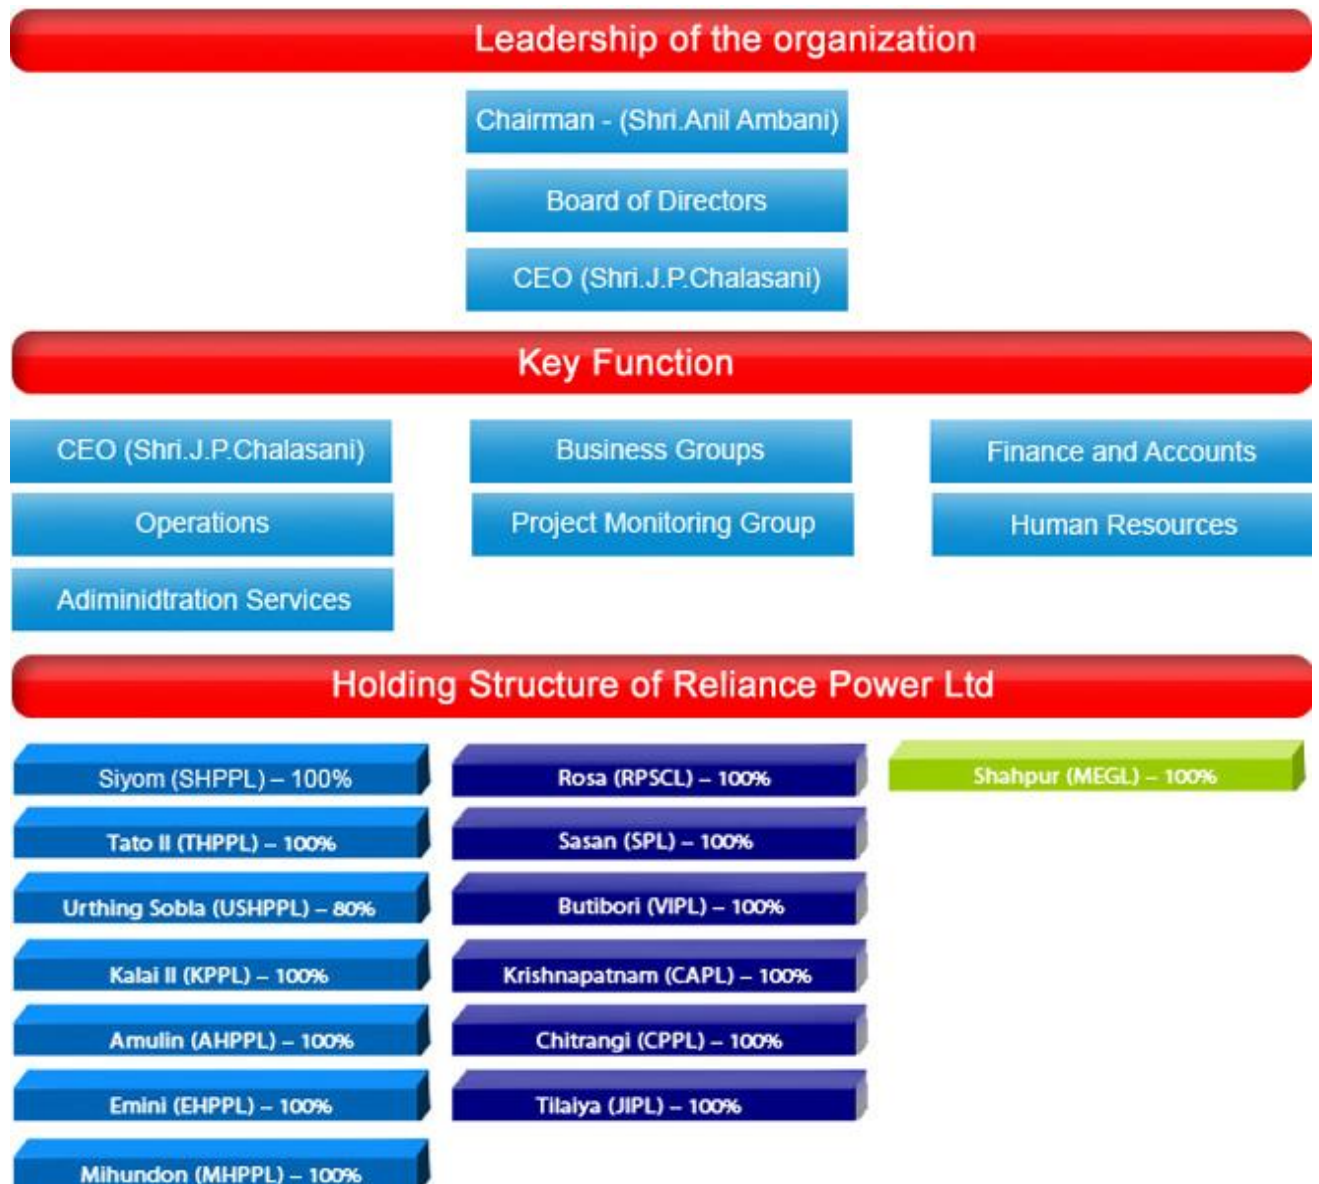 Leadership of the organization
Chairman - (Shri.Anil Ambani)
Board of Directors
CEO (Shri.J.P.Chalasani)
Key Function
CEO (Shri.J.P.Chalasani)
Business Groups
Finance and Accounts
Operations
Project Monitoring Group
Human Resources
Adiminidtration Services
Holding Structure of Reliance Power Ltd
Siyom (SHPPL) – 100%
Rosa (RPSCL) – 100%
Shahpur (MEGL) – 100%
Tato II (THPPL) – 100%
Sasan (SPL) – 100%
Urthing Sobla (USHPPL) – 80%
Butibori (VIPL) – 100%
Kalai II (KPPL) – 100%
Krishnapatnam (CAPL) – 100%
Amulin (AHPPL) – 100%
Chitrangi (CPPL) – 100%
Emini (EHPPL) – 100%
Tilaiya (JIPL) – 100%
Mihundon (MHPPL) – 100%